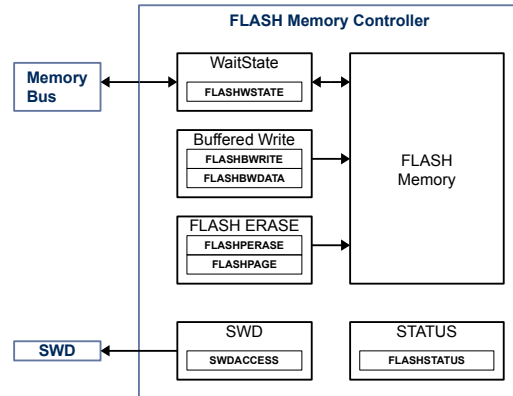 FLASH Memory Controller
WaitState
FLASHWSTATE
Memory
Bus
Buffered Write
FLASHBWRITE
FLASHBWDATA
FLASH
Memory
FLASH ERASE
FLASHPERASE
FLASHPAGE
SWD
SWD
SWDACCESS
STATUS
FLASHSTATUS